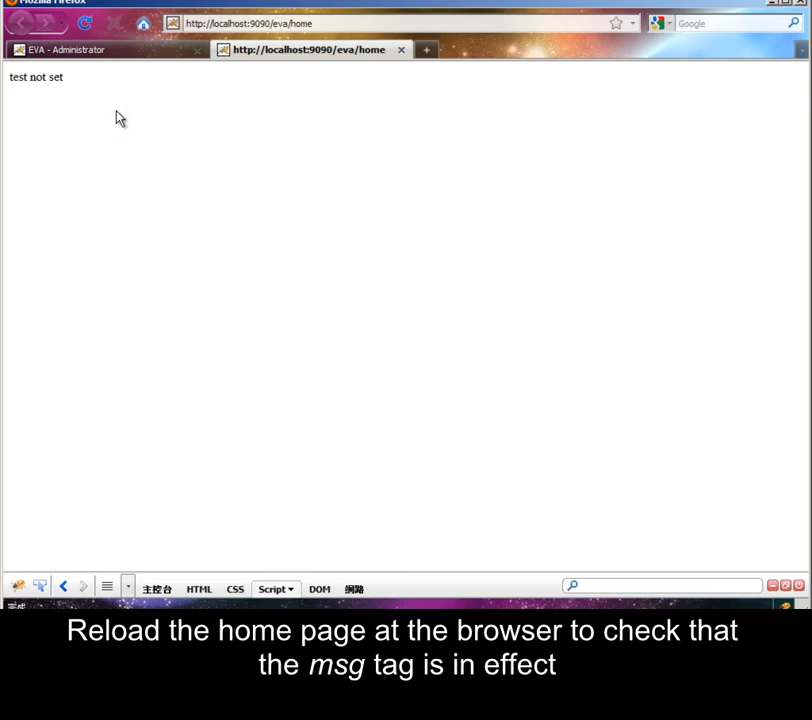 Mozilla Firefox
http://localhost:9090/eva/home
Google
EVA - Administrator
http://localhost:9090/eva/home
test not set
主控台 HTML CSS Script DOM 網路
完成
Reload the home page at the browser to check that
the msg tag is in effect